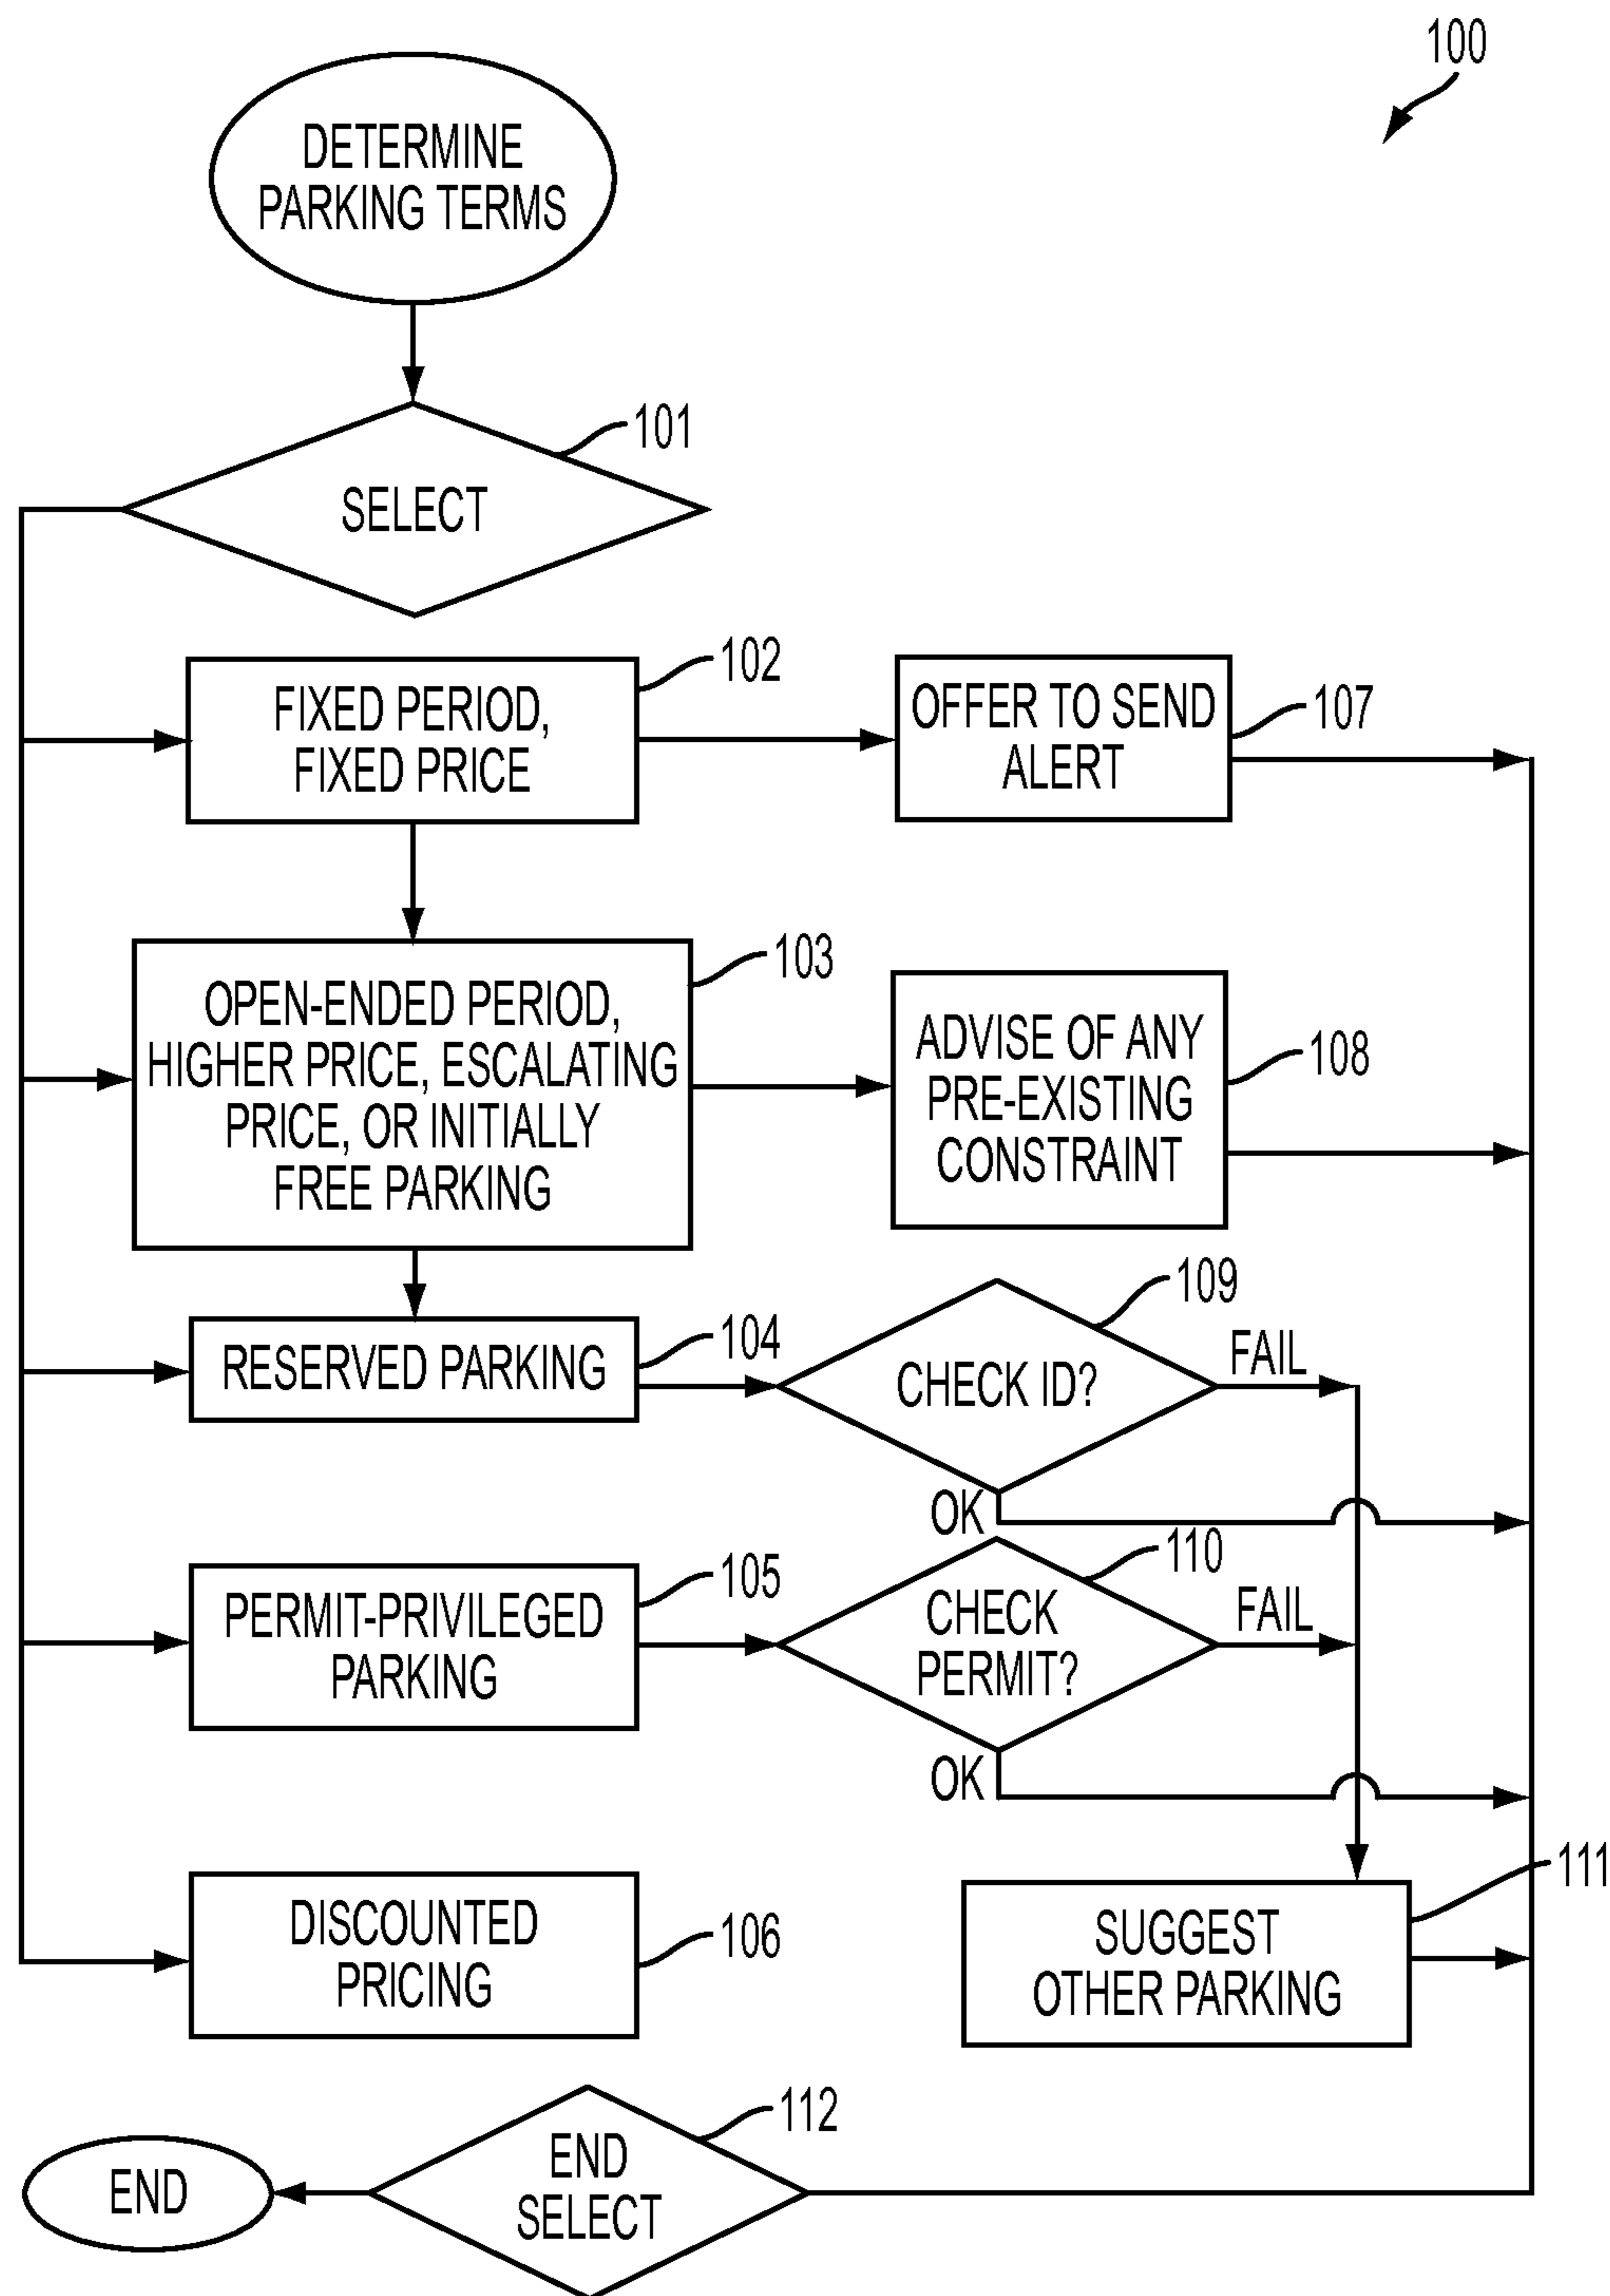 100
DETERMINE
PARKING TERMS
101
SELECT
102
FIXED PERIOD,
FIXED PRICE
OFFER TO SEND
ALERT
107
103
OPEN-ENDED PERIOD,
HIGHER PRICE, ESCALATING
PRICE, OR INITIALLY
FREE PARKING
ADVISE OF ANY
PRE-EXISTING
CONSTRAINT
108
RESERVED PARKING
104
109
CHECK ID?
FAIL
OK
PERMIT-PRIVILEGED
PARKING
105
110
CHECK
PERMIT?
FAIL
OK
DISCOUNTED
PRICING
106
111
SUGGEST
OTHER PARKING
112
END
SELECT
END